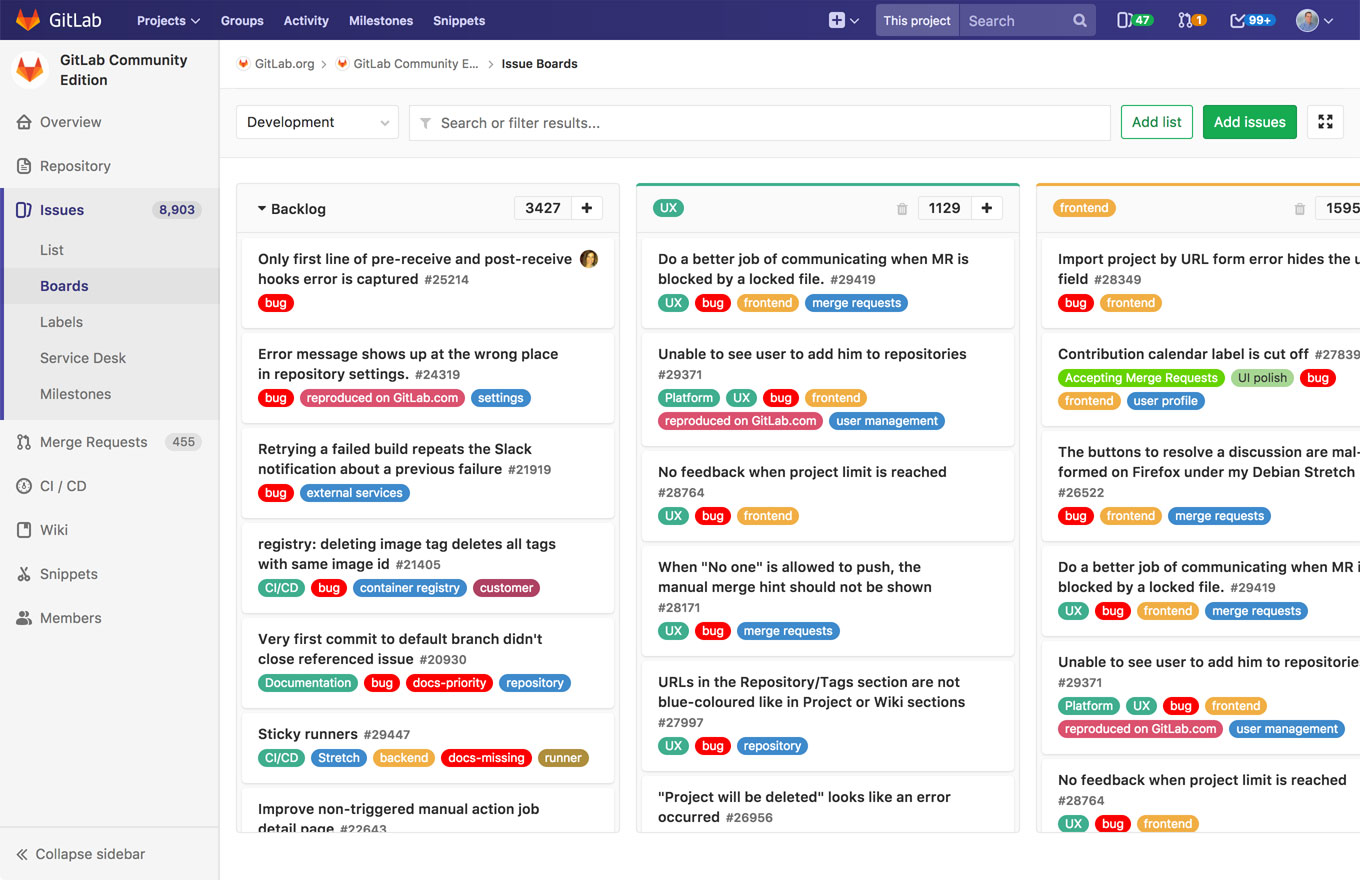 GitLab Projects Groups Activity Milestones Snippets This project Search 47 1 99+
GitLab Community
Edition
Overview
Repository
Issues 8,903
List
Boards
Labels
Service Desk
Milestones
Merge Requests 455
CI / CD
Wiki
Snippets
Members
Collapse sidebar
GitLab.org > GitLab Community E... > Issue Boards
Development Search or filter results... Add list Add issues
Backlog 3427
Only first line of pre-receive and post-receive
hooks error is captured #25214
bug
Error message shows up at the wrong place
in repository settings. #24319
bug reproduced on GitLab.com settings
Retrying a failed build repeats the Slack
notification about a previous failure #21919
bug external services
registry: deleting image tag deletes all tags
with same image id #21405
CI/CD bug container registry customer
Very first commit to default branch didn't
close referenced issue #20930
Documentation bug docs-priority repository
Sticky runners #29447
CI/CD Stretch backend docs-missing runner
Improve non-triggered manual action job
detail page #22643
UX 1129
Do a better job of communicating when MR is
blocked by a locked file. #29419
UX bug frontend merge requests
Unable to see user to add him to repositories
#29371
Platform UX bug frontend
reproduced on GitLab.com user management
No feedback when project limit is reached
#28764
UX bug frontend
When "No one" is allowed to push, the
manual merge hint should not be shown
#28171
UX bug merge requests
URLs in the Repository/Tags section are not
blue-coloured like in Project or Wiki sections
#27997
UX bug repository
"Project will be deleted" looks like an error
occurred #26956
frontend 1595
Import project by URL form error hides the
field #28349
bug frontend
Contribution calendar label is cut off #27839
Accepting Merge Requests UI polish bug
frontend user profile
The buttons to resolve a discussion are mal-
formed on Firefox under my Debian Stretch
#26522
bug frontend merge requests
Do a better job of communicating when MR
blocked by a locked file. #29419
UX bug frontend merge requests
Unable to see user to add him to repositorie
#29371
Platform UX bug frontend
reproduced on GitLab.com user management
No feedback when project limit is reached
#28764
UX bug frontend